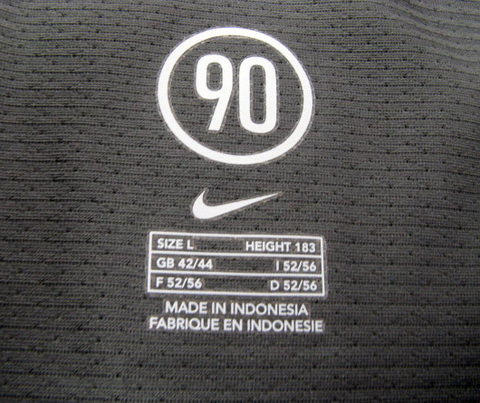 90
SIZE L HEIGHT 183
GB 42/44 I 52/56
F 52/56 D 52/56
MADE IN INDONESIA
FABRIQUE EN INDONESIE